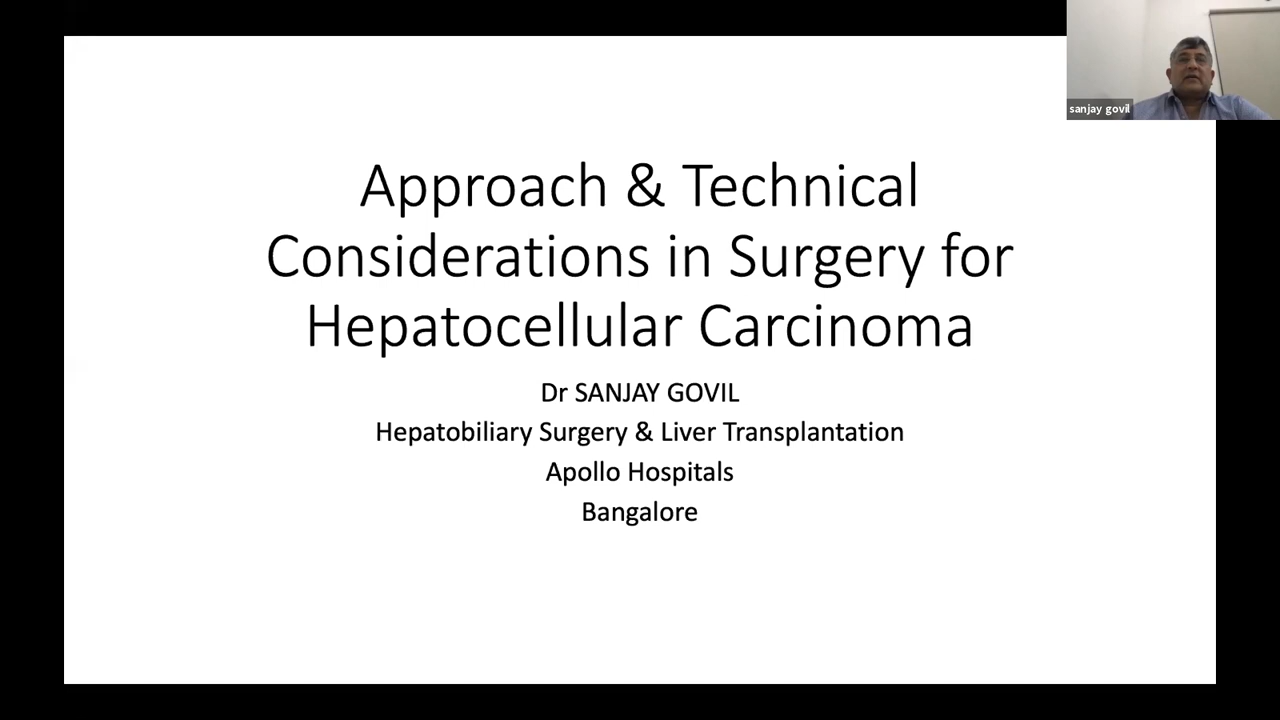 sanjay govil
Approach & Technical
Considerations in Surgery for
Hepatocellular Carcinoma
Dr SANJAY GOVIL
Hepatobiliary Surgery & Liver Transplantation
Apollo Hospitals
Bangalore